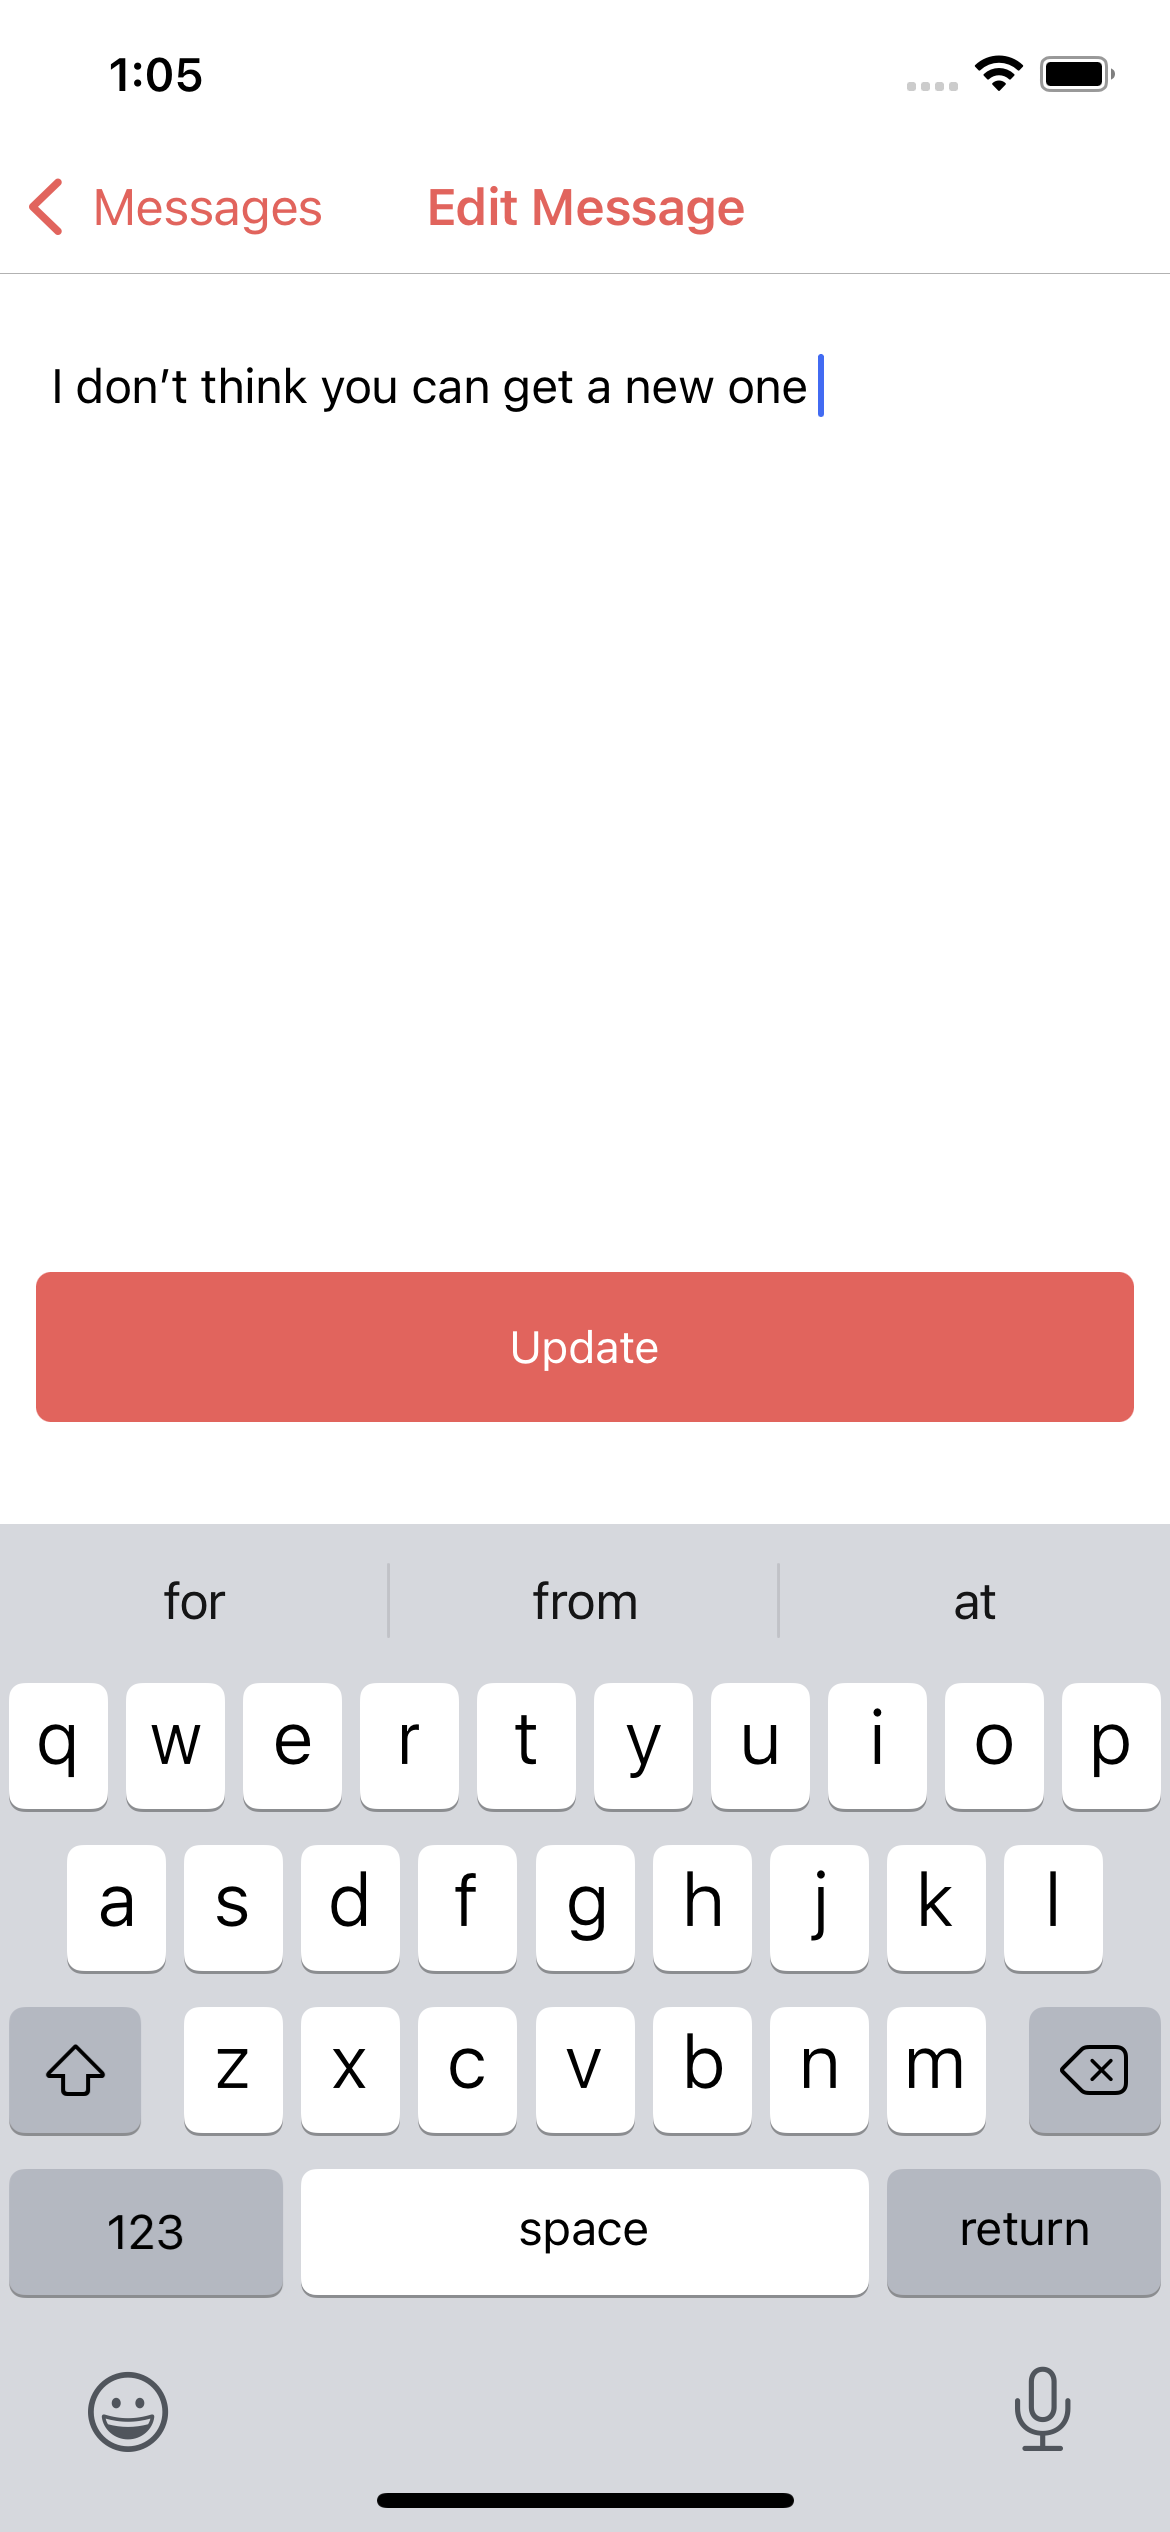 1:05
Messages
Edit Message
I don’t think you can get a new one
Update
for from at
q w e r t y u i o p
a s d f g h j k l
z x c v b n m
123 space return